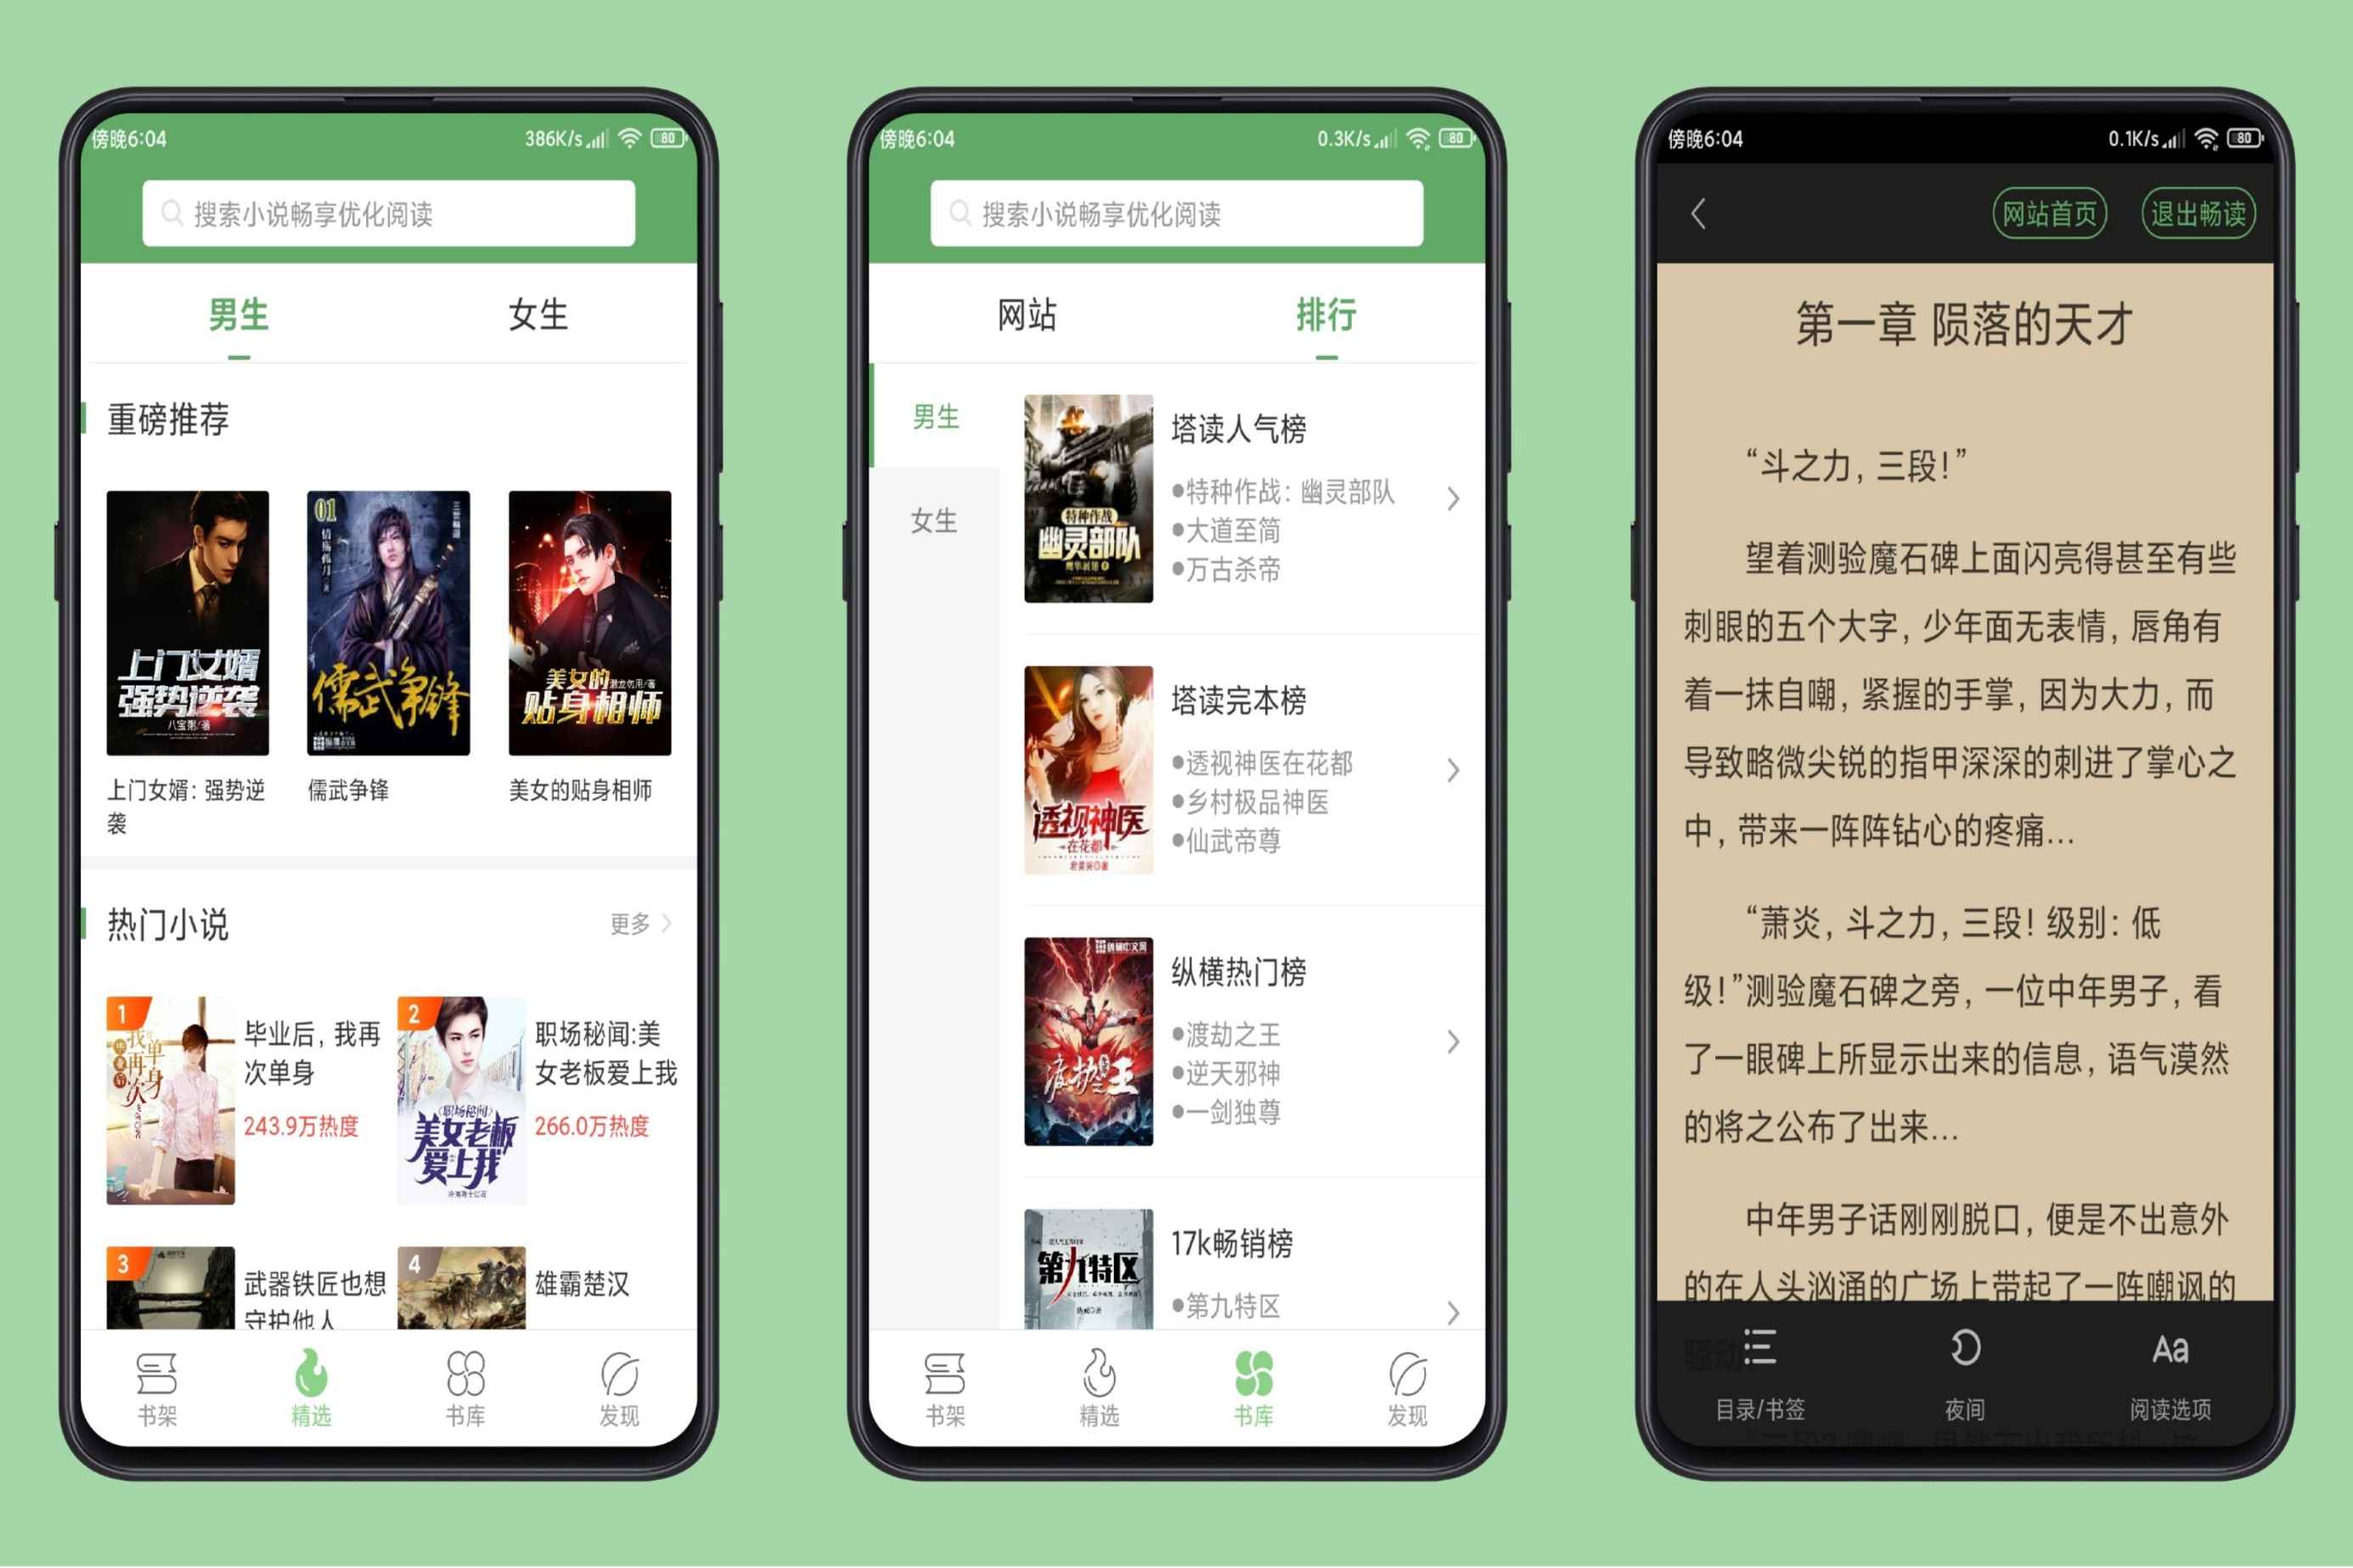 傍晚6:04
386K/s
80
搜索小说畅享优化阅读
男生
女生
重磅推荐
上门女婿
强势逆袭
八宝粥/著
01
儒武争锋
美女的
贴身相师
上门女婿：强势逆
袭
儒武争锋
美女的贴身相师
热门小说
更多
1
毕业后，我再
次单身
243.9万热度
2
职场秘闻
美女老板
爱上我
职场秘闻:美
女老板爱上我
266.0万热度
3
武器铁匠也想
守护他人
4
雄霸楚汉
书架
精选
书库
发现
傍晚6:04
0.3K/s
80
搜索小说畅享优化阅读
网站
排行
男生
女生
特种作战
幽灵部队
塔读人气榜
●特种作战：幽灵部队
●大道至简
●万古杀帝
透视神医
在花都
塔读完本榜
●透视神医在花都
●乡村极品神医
●仙武帝尊
渡劫之王
纵横热门榜
●渡劫之王
●逆天邪神
●一剑独尊
第九特区
17k畅销榜
●第九特区
书架
精选
书库
发现
傍晚6:04
0.1K/s
80
网站首页
退出畅读
第一章 陨落的天才
“斗之力，三段！”
望着测验魔石碑上面闪亮得甚至有些
刺眼的五个大字，少年面无表情，唇角有
着一抹自嘲，紧握的手掌，因为大力，而
导致略微尖锐的指甲深深的刺进了掌心之
中，带来一阵阵钻心的疼痛…
“萧炎，斗之力，三段！级别：低
级！”测验魔石碑之旁，一位中年男子，看
了一眼碑上所显示出来的信息，语气漠然
的将之公布了出来…
中年男子话刚刚脱口，便是不出意外
的在人头汹涌的广场上带起了一阵嘲讽的
骚动
目录/书签
夜间
Aa
阅读选项